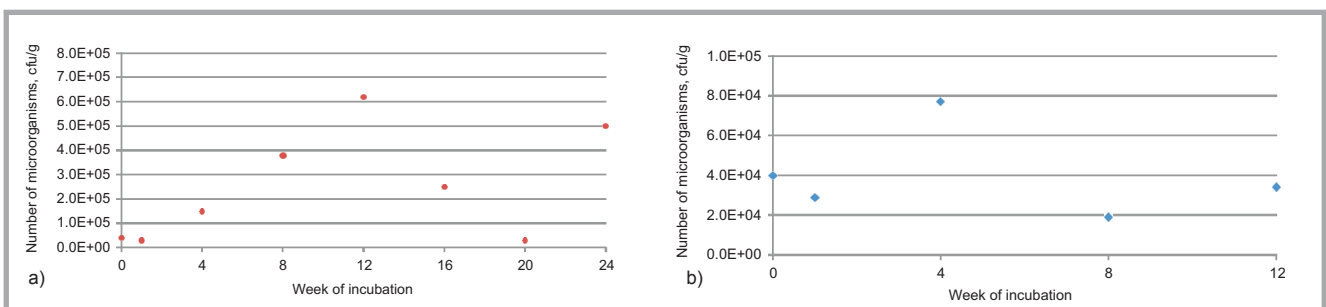 Number of microorganisms, cfu/g
8.0E+05
7.0E+05
6.0E+05
5.0E+05
4.0E+05
3.0E+05
2.0E+05
1.0E+05
0.0E+00
0 4 8 12 16 20 24
a)
Week of incubation
Number of microorganisms, cfu/g
1.0E+05
8.0E+04
6.0E+04
4.0E+04
2.0E+04
0.0E+00
0 4 8 12
b)
Week of incubation